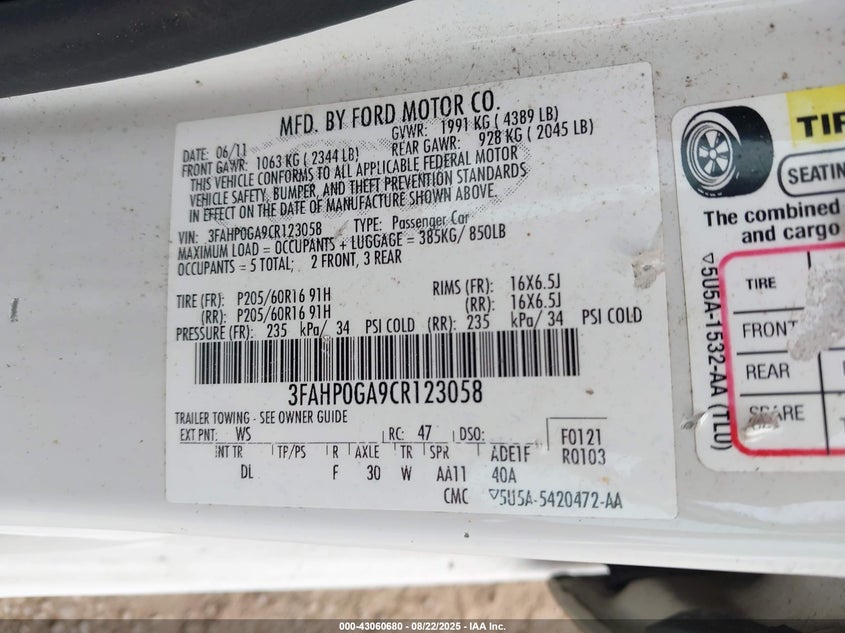 MFD. BY FORD MOTOR CO.
DATE: 06/11 GVWR: 1991 KG ( 4389 LB)
FRONT GAWR: 1063 KG ( 2344 LB) REAR GAWR: 928 KG ( 2045 LB)
THIS VEHICLE CONFORMS TO ALL APPLICABLE FEDERAL MOTOR
VEHICLE SAFETY, BUMPER, AND THEFT PREVENTION STANDARDS
IN EFFECT ON THE DATE OF MANUFACTURE SHOWN ABOVE.
VIN: 3FAHP0GA9CR123058 TYPE: Passenger Car
MAXIMUM LOAD = OCCUPANTS + LUGGAGE = 385KG/ 850LB
OCCUPANTS = 5 TOTAL; 2 FRONT, 3 REAR
TIRE (FR): P205/60R16 91H RIMS (FR): 16X6.5J
(RR): P205/60R16 91H (RR): 16X6.5J
PRESSURE (FR): 235 kPa/ 34 PSI COLD (RR): 235 kPa/ 34 PSI COLD
3FAHP0GA9CR123058
TRAILER TOWING - SEE OWNER GUIDE
EXT PNT: WS RC: 47 DSO: F0121
INT TR TP/PS R AXLE TR SPR ADE1F R0103
DL F 30 W AA11 40A
CMC ▽5U5A-5420472-AA
TIR
SEATIN
The combined
and cargo
TIRE
FRONT
REAR
SPARE
▽5U5A-1532-AA (TLU)
000-43060680 - 08/22/2025 - IAA Inc.